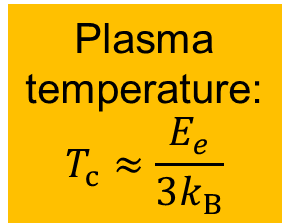 Plasma
temperature:
T_c ≈ E_e / 3k_B